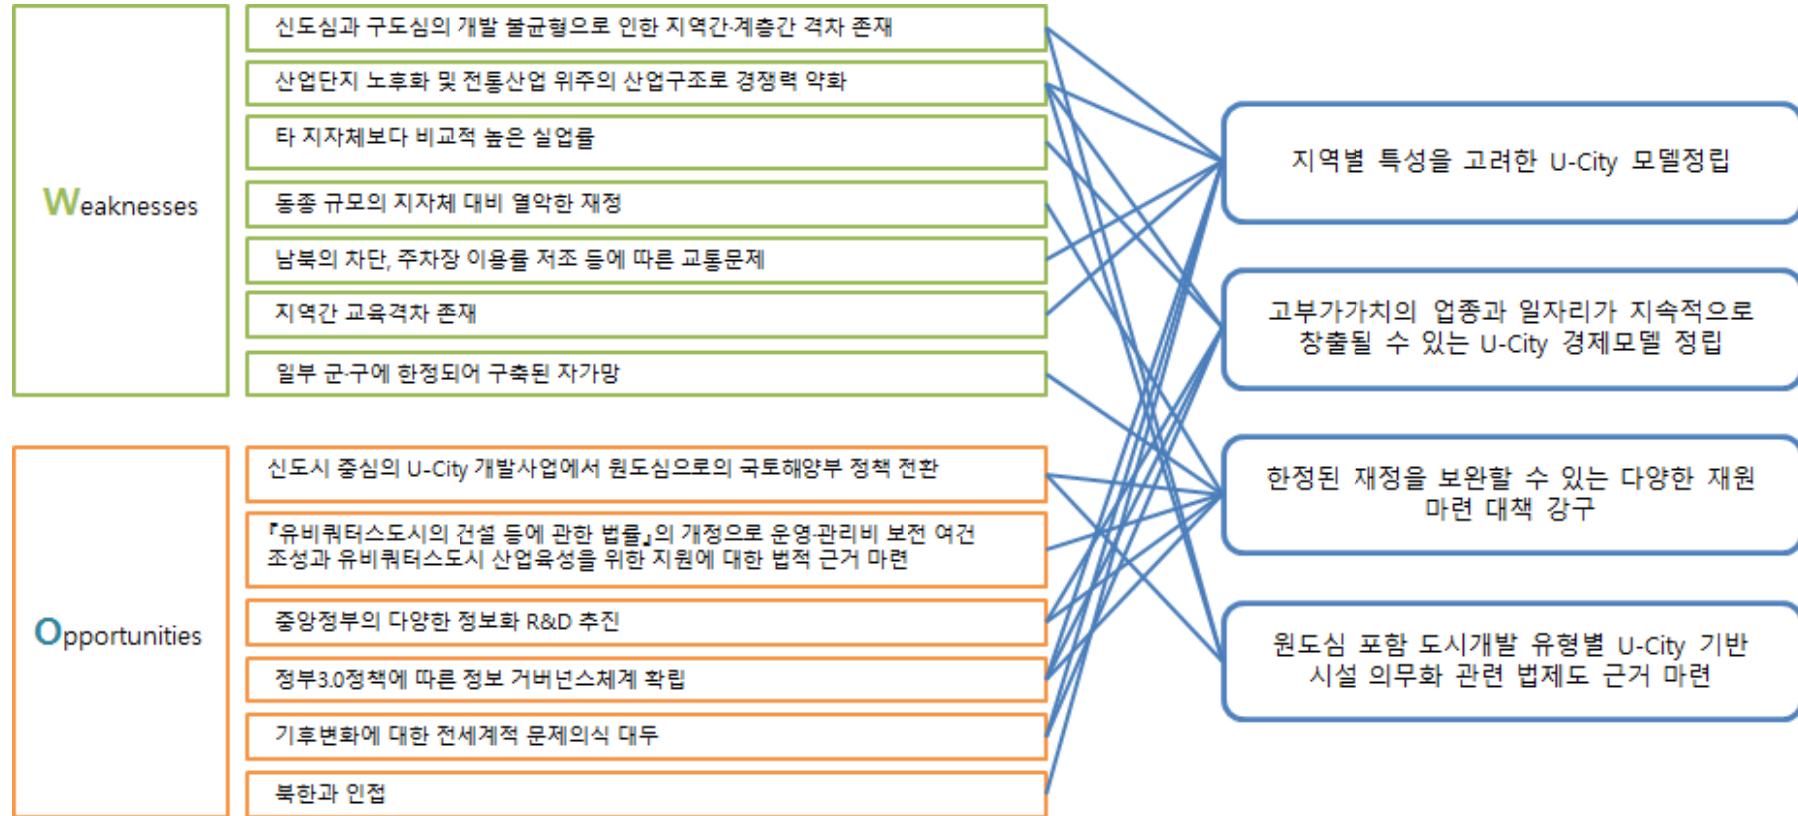 Weaknesses
신도심과 구도심의 개발 불균형으로 인한 지역간·계층간 격차 존재
산업단지 노후화 및 전통산업 위주의 산업구조로 경쟁력 약화
타 지자체보다 비교적 높은 실업률
동종 규모의 지자체 대비 열악한 재정
남북의 차단, 주차장 이용률 저조 등에 따른 교통문제
지역간 교육격차 존재
일부 군·구에 한정되어 구축된 자가망
Opportunities
신도시 중심의 U-City 개발사업에서 원도심으로의 국토해양부 정책 전환
『유비쿼터스도시의 건설 등에 관한 법률』의 개정으로 운영·관리비 보전 여건
조성과 유비쿼터스도시 산업육성을 위한 지원에 대한 법적 근거 마련
중앙정부의 다양한 정보화 R&D 추진
정부3.0정책에 따른 정보 거버넌스체계 확립
기후변화에 대한 전세계적 문제의식 대두
북한과 인접
지역별 특성을 고려한 U-City 모델정립
고부가가치의 업종과 일자리가 지속적으로
창출될 수 있는 U-City 경제모델 정립
한정된 재정을 보완할 수 있는 다양한 재원
마련 대책 강구
원도심 포함 도시개발 유형별 U-City 기반
시설 의무화 관련 법제도 근거 마련